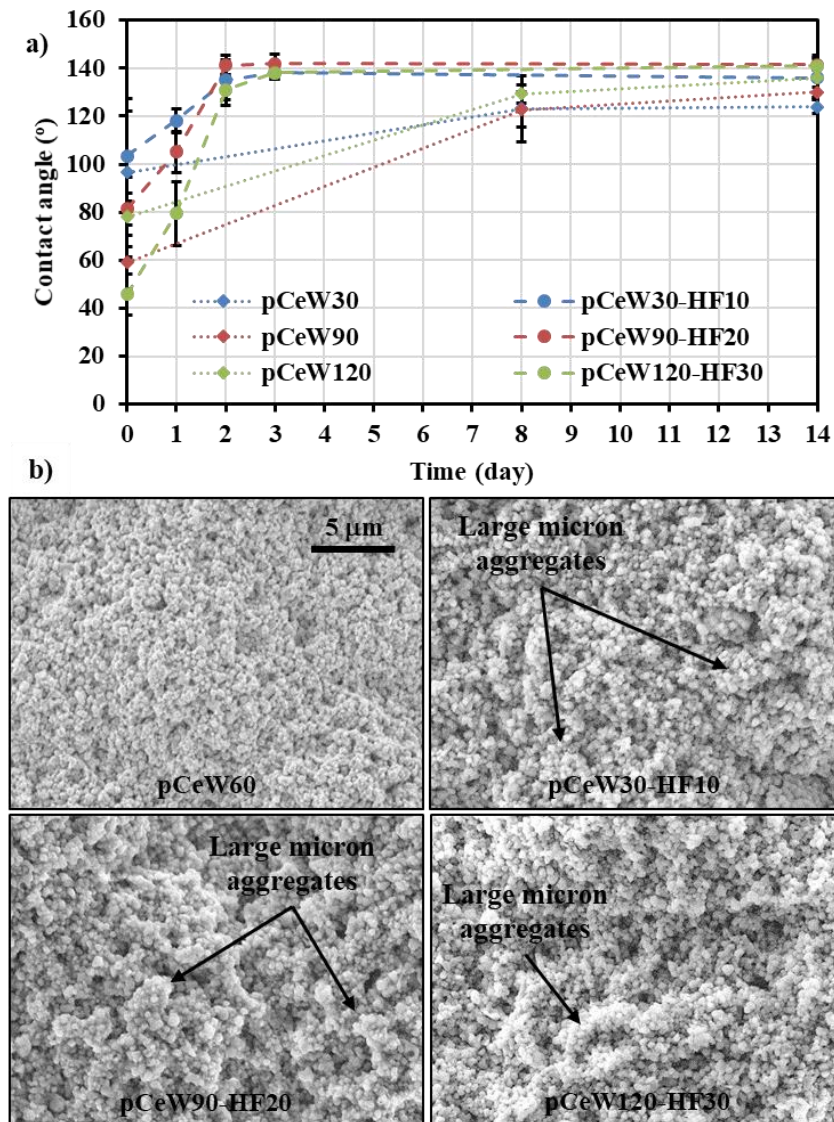 a)
160
140
120
100
80
60
40
20
0
Contact angle (º)
pCeW30
pCeW30-HF10
pCeW90
pCeW90-HF20
pCeW120
pCeW120-HF30
0 1 2 3 4 5 6 7 8 9 10 11 12 13 14
Time (day)
b)
5 μm
pCeW60
Large micron
aggregates
pCeW30-HF10
Large micron
aggregates
pCeW90-HF20
Large micron
aggregates
pCeW120-HF30